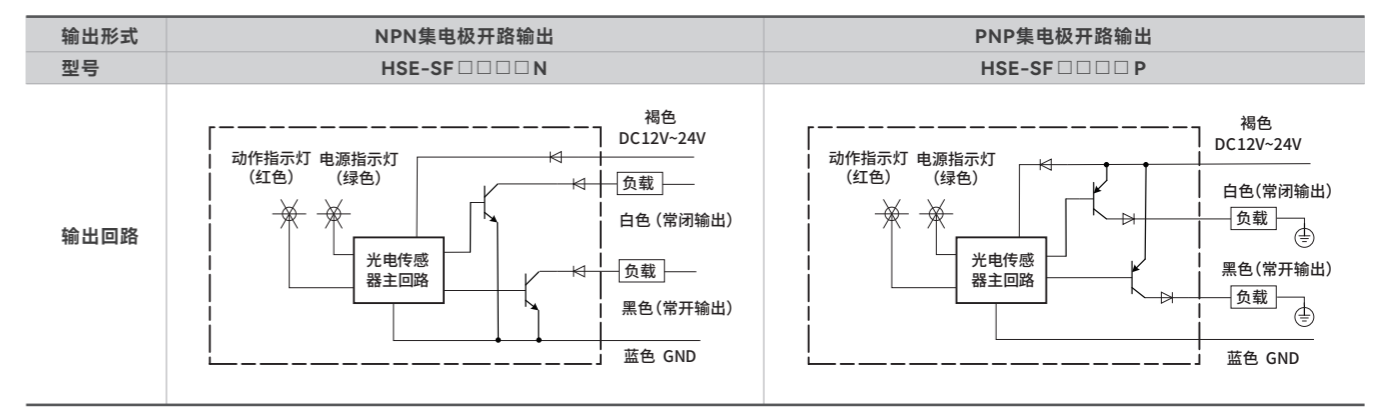 输出形式
NPN集电极开路输出
PNP集电极开路输出
型号
HSE-SF□□□□N
HSE-SF□□□□P
输出回路
褐色
DC12V~24V
动作指示灯
(红色)
电源指示灯
(绿色)
负载
白色(常闭输出)
光电传感
器主回路
负载
黑色(常开输出)
蓝色 GND
褐色
DC12V~24V
动作指示灯
(红色)
电源指示灯
(绿色)
白色(常闭输出)
负载
光电传感
器主回路
黑色(常开输出)
负载
蓝色 GND